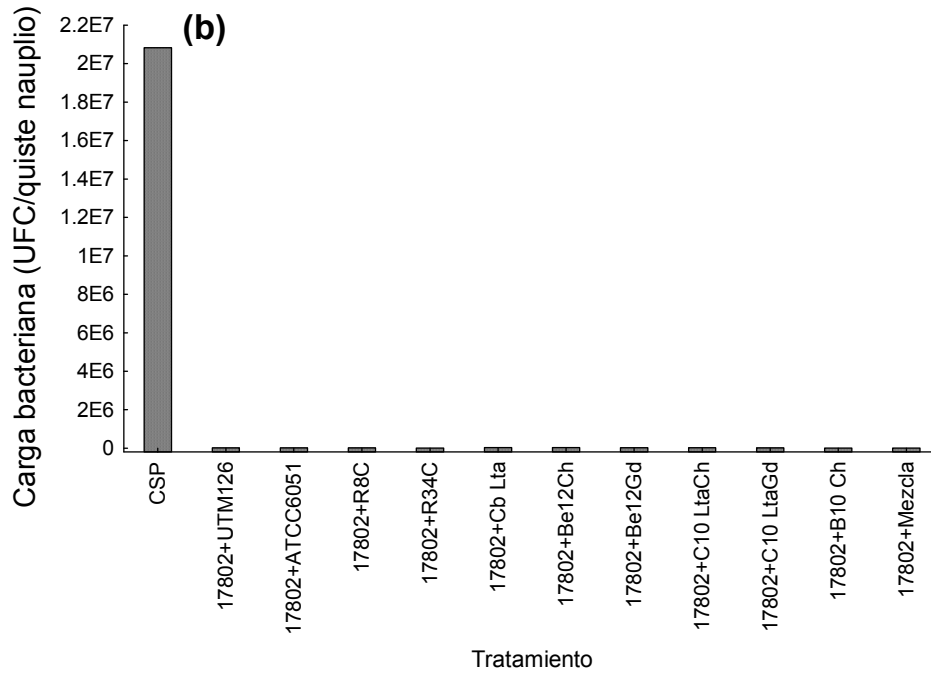 (b)
Carga bacteriana (UFC/quiste nauplio)
2.2E7
2E7
1.8E7
1.6E7
1.4E7
1.2E7
1E7
8E6
6E6
4E6
2E6
0
CSP
17802+UTM126
17802+ATCC6051
17802+R8C
17802+R34C
17802+Cb Lta
17802+Be12Ch
17802+Be12Gd
17802+C10 LtaCh
17802+C10 LtaGd
17802+B10 Ch
17802+Mezcla
Tratamiento